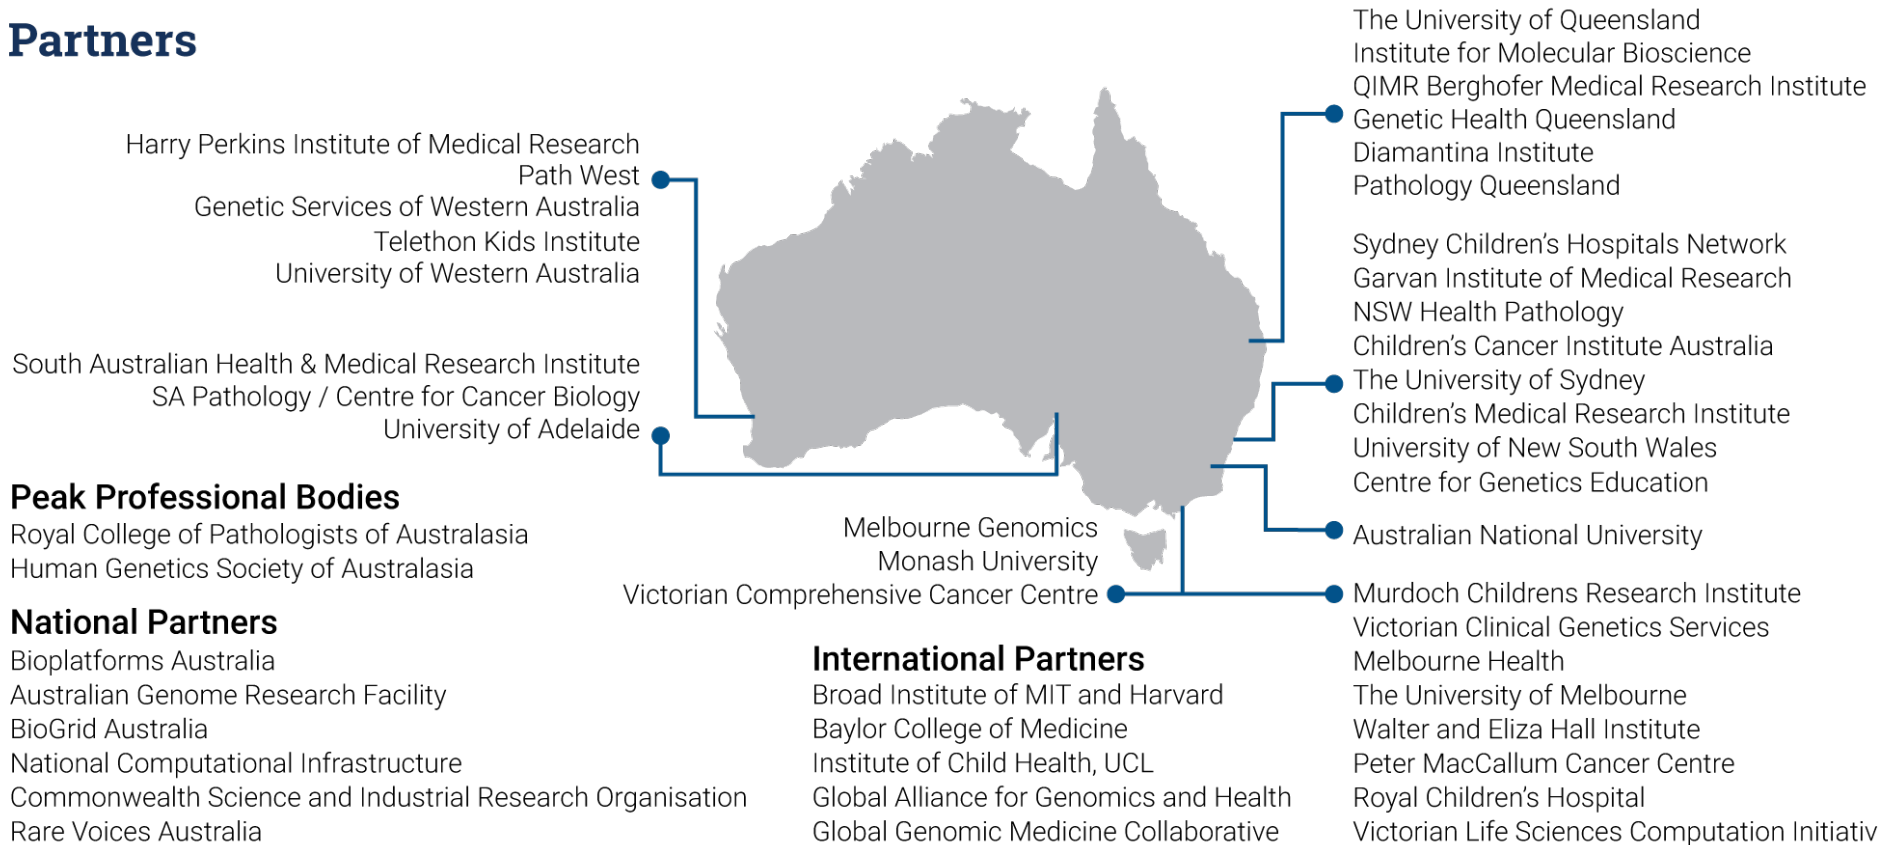 Partners
Harry Perkins Institute of Medical Research
Path West
Genetic Services of Western Australia
Telethon Kids Institute
University of Western Australia
South Australian Health & Medical Research Institute
SA Pathology / Centre for Cancer Biology
University of Adelaide
Peak Professional Bodies
Royal College of Pathologists of Australasia
Human Genetics Society of Australasia
National Partners
Bioplatforms Australia
Australian Genome Research Facility
BioGrid Australia
National Computational Infrastructure
Commonwealth Science and Industrial Research Organisation
Rare Voices Australia
Melbourne Genomics
Monash University
Victorian Comprehensive Cancer Centre
International Partners
Broad Institute of MIT and Harvard
Baylor College of Medicine
Institute of Child Health, UCL
Global Alliance for Genomics and Health
Global Genomic Medicine Collaborative
The University of Queensland
Institute for Molecular Bioscience
QIMR Berghofer Medical Research Institute
Genetic Health Queensland
Diamantina Institute
Pathology Queensland
Sydney Children's Hospitals Network
Garvan Institute of Medical Research
NSW Health Pathology
Children's Cancer Institute Australia
The University of Sydney
Children's Medical Research Institute
University of New South Wales
Centre for Genetics Education
Australian National University
Murdoch Childrens Research Institute
Victorian Clinical Genetics Services
Melbourne Health
The University of Melbourne
Walter and Eliza Hall Institute
Peter MacCallum Cancer Centre
Royal Children's Hospital
Victorian Life Sciences Computation Initiativ